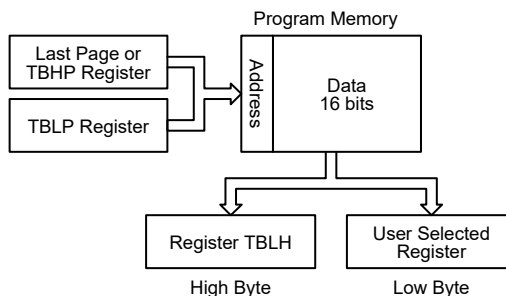 Program Memory
Last Page or
TBHP Register
Address
Data
16 bits
TBLP Register
Register TBLH
User Selected
Register
High Byte
Low Byte